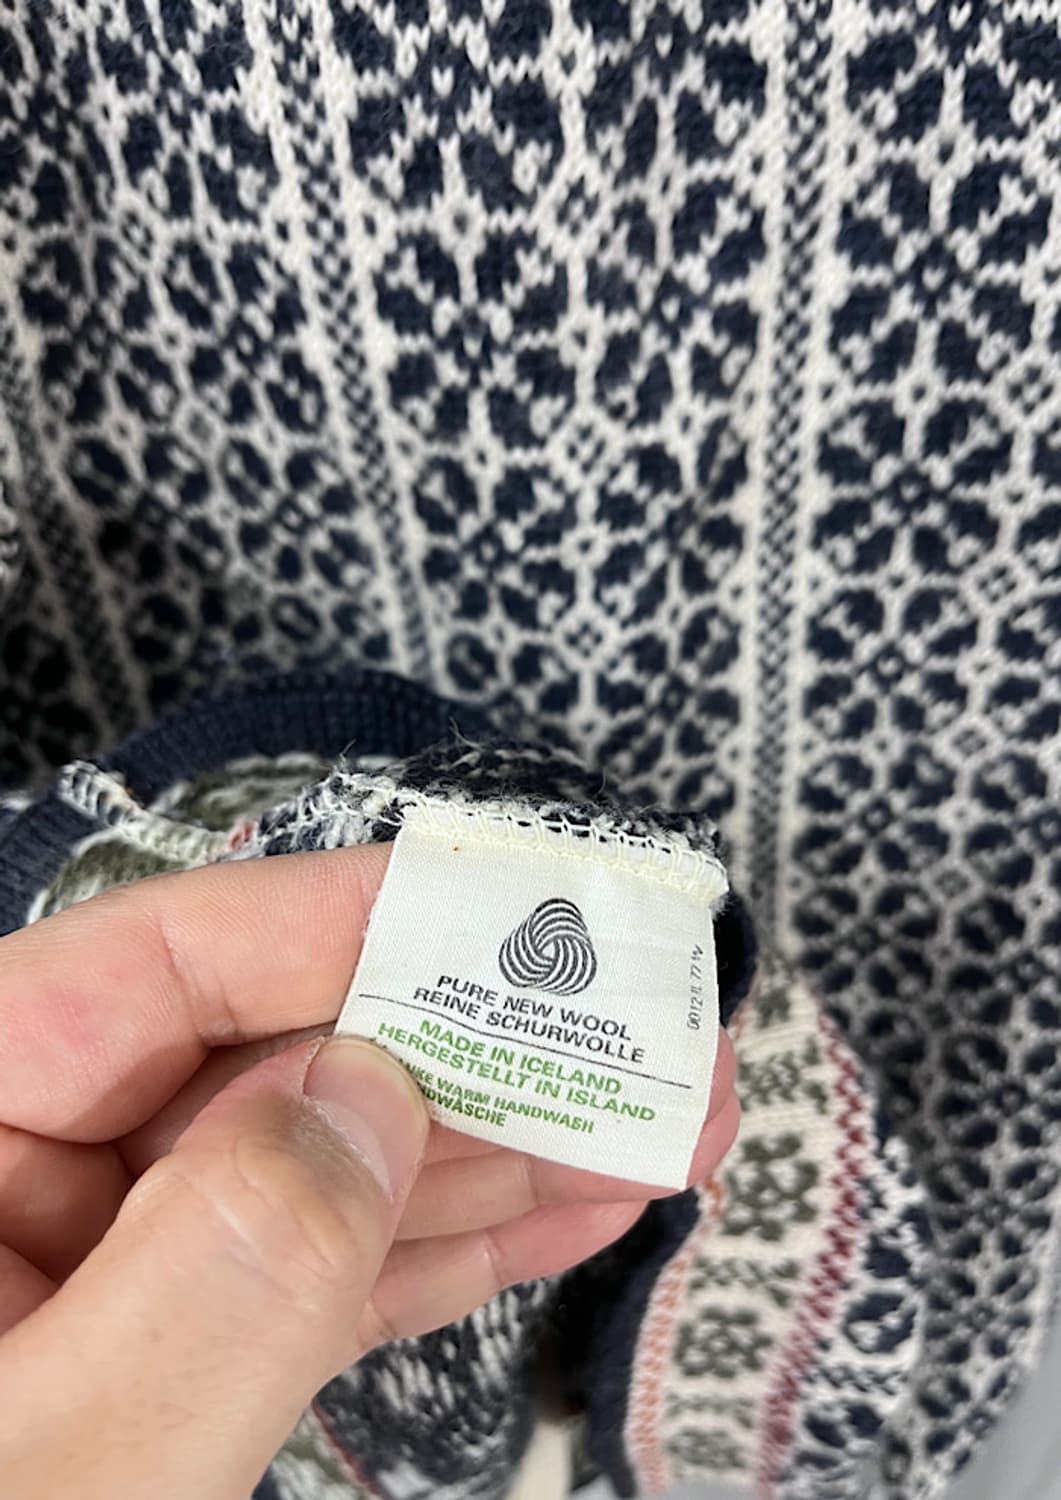 PURE NEW WOOL
REINE SCHURWOLLE
MADE IN ICELAND
HERGESTELLT IN ISLAND
WARM HANDWASH